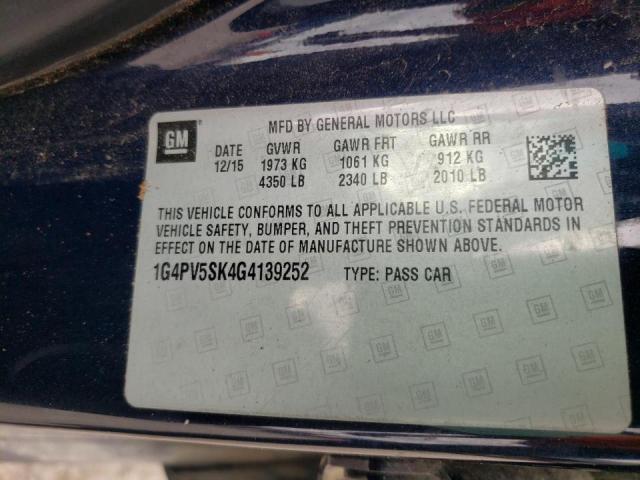 GM
MFD BY GENERAL MOTORS LLC
DATE GVWR GAWR FRT GAWR RR
12/15 1973 KG 1061 KG 912 KG
4350 LB 2340 LB 2010 LB
THIS VEHICLE CONFORMS TO ALL APPLICABLE U.S. FEDERAL MOTOR
VEHICLE SAFETY, BUMPER, AND THEFT PREVENTION STANDARDS IN
EFFECT ON THE DATE OF MANUFACTURE SHOWN ABOVE.
1G4PV5SK4G4139252 TYPE: PASS CAR